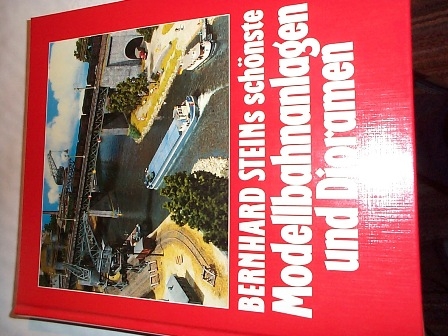 BERNHARD STEINS schönste
Modellbahnanlagen
und Dioramen